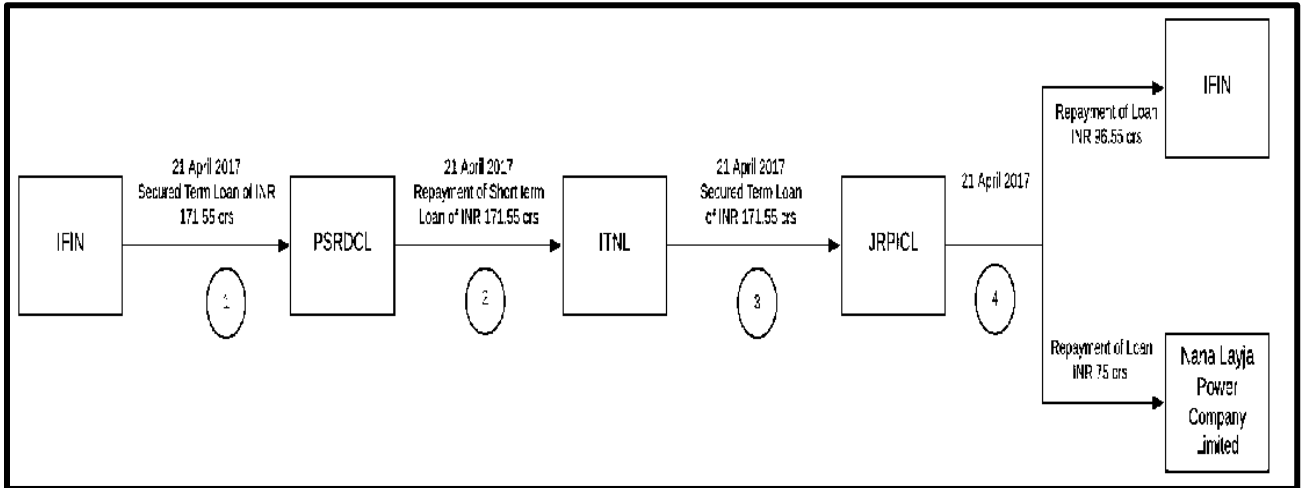 IFIN
21 April 2017
Secured Term Loan of INR
171.55 crs
1
PSRDCL
21 April 2017
Repayment of Short term
Loan of INR 171.55 crs
2
ITNL
21 April 2017
Secured Term Loan
of INR 171.55 crs
3
JRPICL
21 April 2017
4
Repayment of Loan
INR 96.55 crs
IFIN
Repayment of Loan
INR 75 crs
Nana Layja
Power
Company
Limited